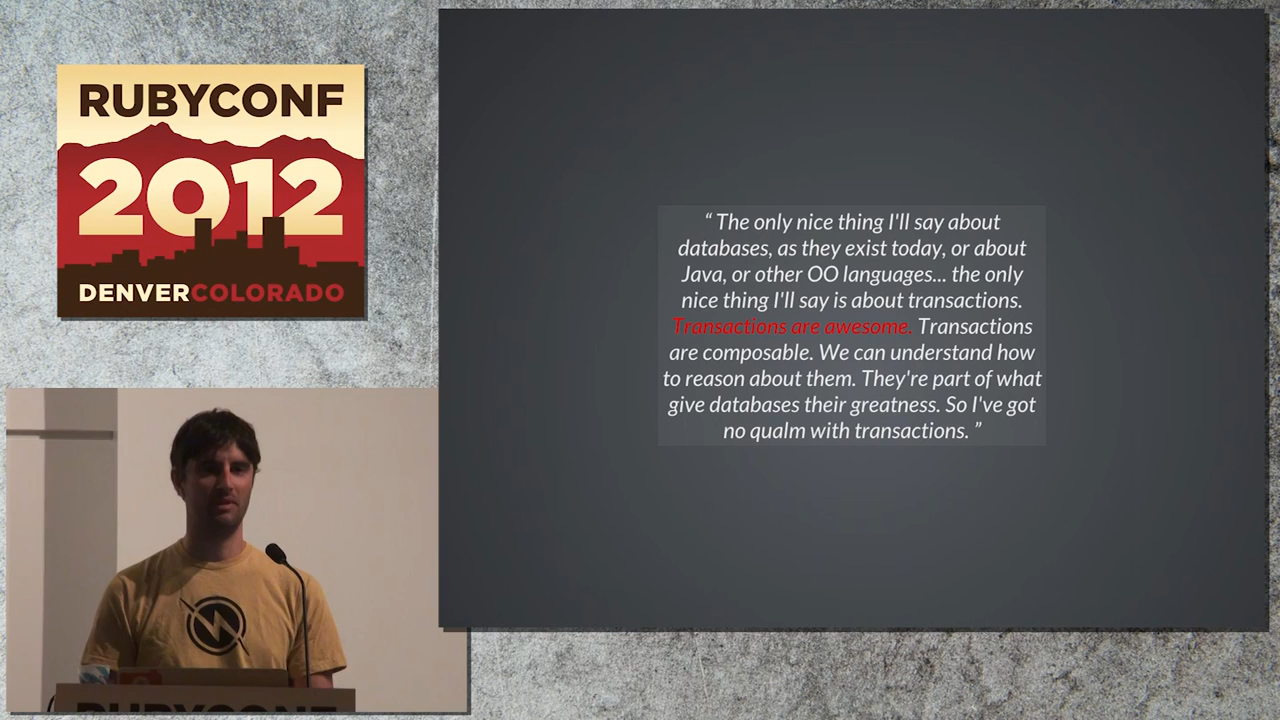 RUBYCONF
2012
DENVERCOLORADO
“ The only nice thing I'll say about
databases, as they exist today, or about
Java, or other OO languages... the only
nice thing I'll say is about transactions.
Transactions are awesome. Transactions
are composable. We can understand how
to reason about them. They're part of what
give databases their greatness. So I've got
no qualm with transactions. ”
RUBYCONF